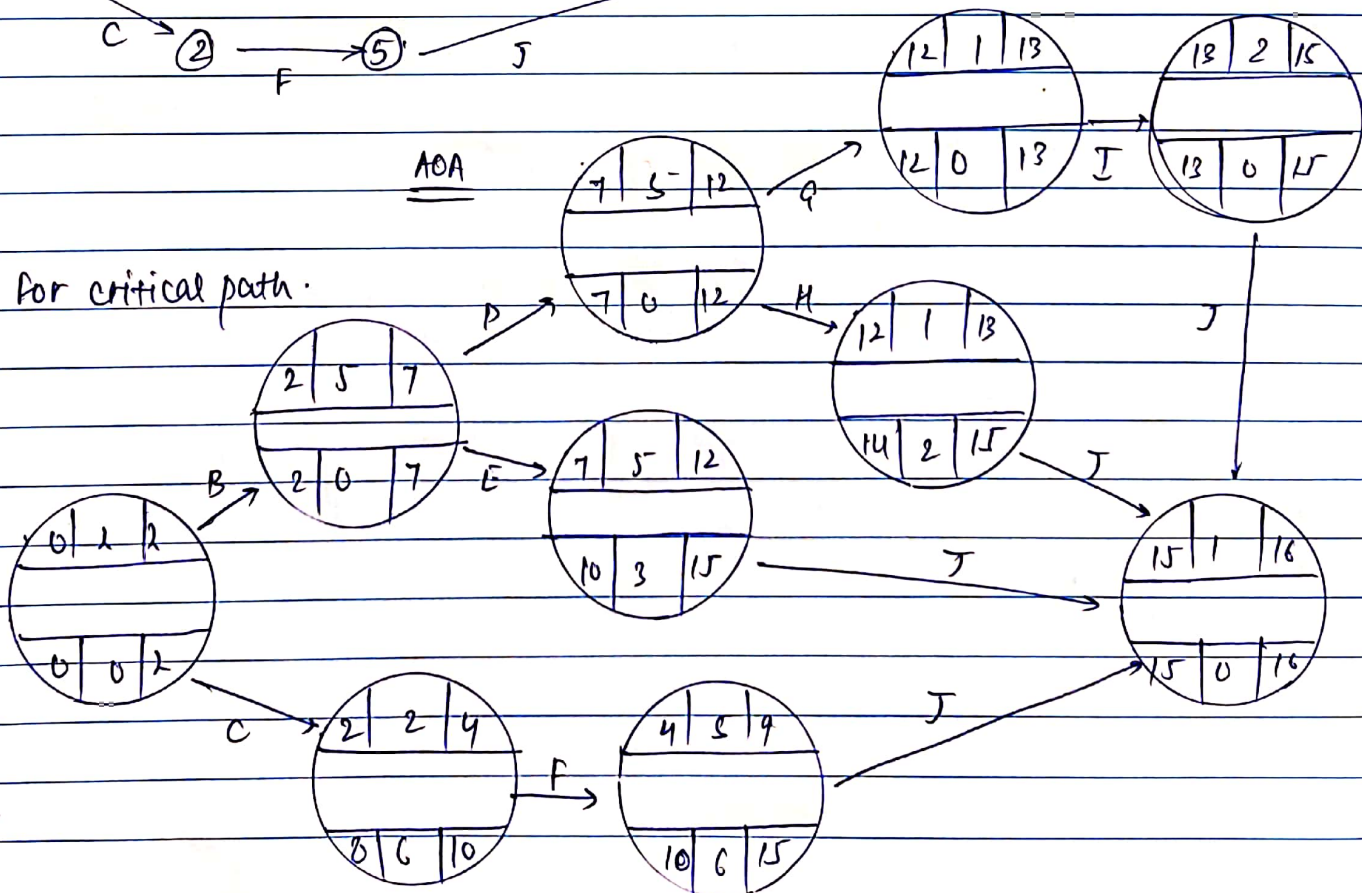 C 2 F 5 J
AOA
for critical path.
12 1 13
12 0 13
I
13 2 15
13 0 15
7 5 12
7 0 12
G
H
J
D
2 5 7
2 0 7
B
E
12 1 13
14 2 15
J
7 5 12
10 3 15
J
0 2 2
0 0 2
15 1 16
15 0 16
C
2 2 4
8 6 10
F
4 5 9
10 6 15
J